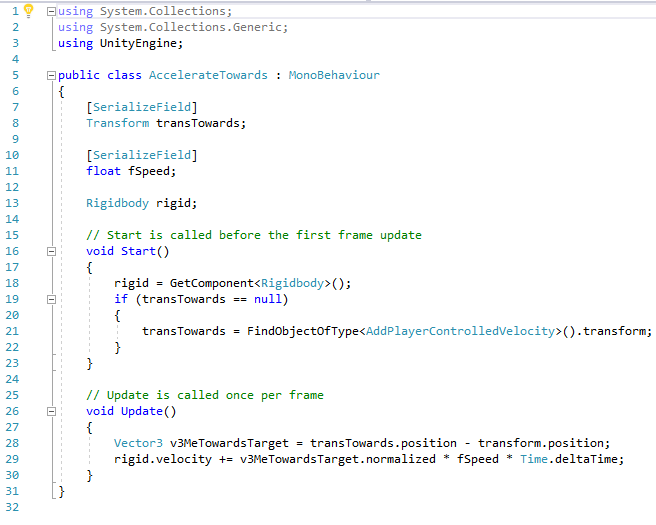 1 using System.Collections;
2 using System.Collections.Generic;
3 using UnityEngine;
4
5 public class AccelerateTowards : MonoBehaviour
6 {
7     [SerializeField]
8     Transform transTowards;
9
10     [SerializeField]
11     float fSpeed;
12
13     Rigidbody rigid;
14
15     // Start is called before the first frame update
16     void Start()
17     {
18         rigid = GetComponent<Rigidbody>();
19         if (transTowards == null)
20         {
21             transTowards = FindObjectOfType<AddPlayerControlledVelocity>().transform;
22         }
23     }
24
25     // Update is called once per frame
26     void Update()
27     {
28         Vector3 v3MeTowardsTarget = transTowards.position - transform.position;
29         rigid.velocity += v3MeTowardsTarget.normalized * fSpeed * Time.deltaTime;
30     }
31 }
32